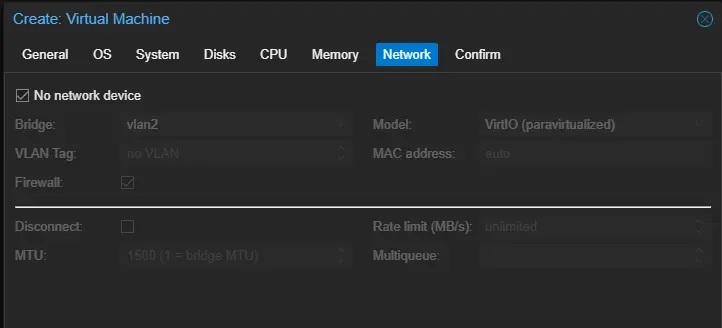 Create: Virtual Machine
General OS System Disks CPU Memory Network Confirm
No network device
Bridge: vlan2 Model: VirtIO (paravirtualized)
VLAN Tag: no VLAN MAC address: auto
Firewall:
Disconnect: Rate limit (MB/s): unlimited
MTU: 1500 (1 = bridge MTU) Multiqueue: